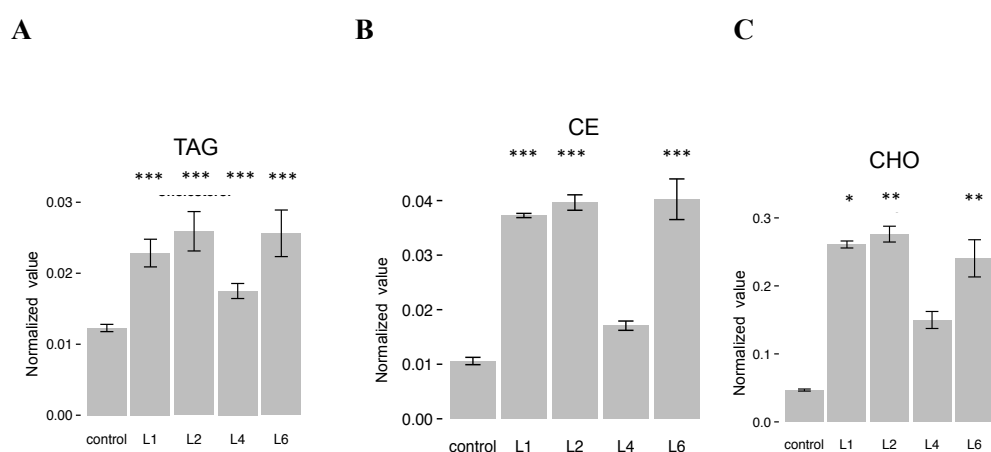 A
B
C
TAG
*** *** *** ***
Normalized value
0.03
0.02
0.01
0.00
control L1 L2 L4 L6
CE
*** *** ***
Normalized value
0.04
0.03
0.02
0.01
0.00
control L1 L2 L4 L6
CHO
* ** **
Normalized value
0.3
0.2
0.1
0.0
control L1 L2 L4 L6